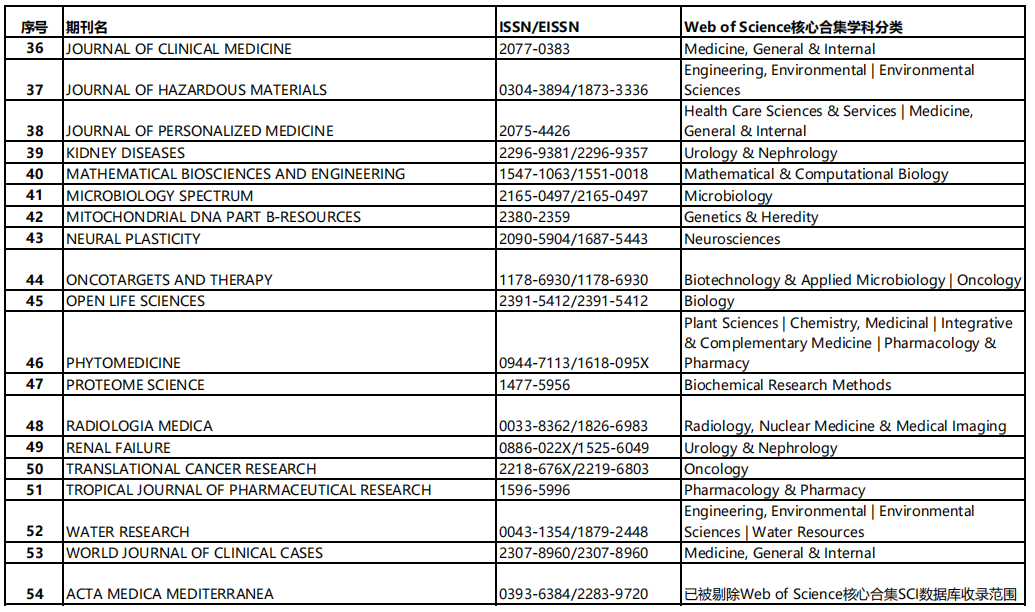 序号 期刊名 ISSN/EISSN Web of Science核心合集学科分类
36 JOURNAL OF CLINICAL MEDICINE 2077-0383 Medicine, General & Internal
Engineering, Environmental | Environmental
37 JOURNAL OF HAZARDOUS MATERIALS 0304-3894/1873-3336 Sciences
Health Care Sciences & Services | Medicine,
38 JOURNAL OF PERSONALIZED MEDICINE 2075-4426 General & Internal
39 KIDNEY DISEASES 2296-9381/2296-9357 Urology & Nephrology
40 MATHEMATICAL BIOSCIENCES AND ENGINEERING 1547-1063/1551-0018 Mathematical & Computational Biology
41 MICROBIOLOGY SPECTRUM 2165-0497/2165-0497 Microbiology
42 MITOCHONDRIAL DNA PART B-RESOURCES 2380-2359 Genetics & Heredity
43 NEURAL PLASTICITY 2090-5904/1687-5443 Neurosciences
44 ONCOTARGETS AND THERAPY 1178-6930/1178-6930 Biotechnology & Applied Microbiology | Oncology
45 OPEN LIFE SCIENCES 2391-5412/2391-5412 Biology
Plant Sciences | Chemistry, Medicinal | Integrative
& Complementary Medicine | Pharmacology &
46 PHYTOMEDICINE 0944-7113/1618-095X Pharmacy
47 PROTEOME SCIENCE 1477-5956 Biochemical Research Methods
48 RADIOLOGIA MEDICA 0033-8362/1826-6983 Radiology, Nuclear Medicine & Medical Imaging
49 RENAL FAILURE 0886-022X/1525-6049 Urology & Nephrology
50 TRANSLATIONAL CANCER RESEARCH 2218-676X/2219-6803 Oncology
51 TROPICAL JOURNAL OF PHARMACEUTICAL RESEARCH 1596-5996 Pharmacology & Pharmacy
Engineering, Environmental | Environmental
52 WATER RESEARCH 0043-1354/1879-2448 Sciences | Water Resources
53 WORLD JOURNAL OF CLINICAL CASES 2307-8960/2307-8960 Medicine, General & Internal
54 ACTA MEDICA MEDITERRANEA 0393-6384/2283-9720 已被剔除Web of Science核心合集SCI数据库收录范围